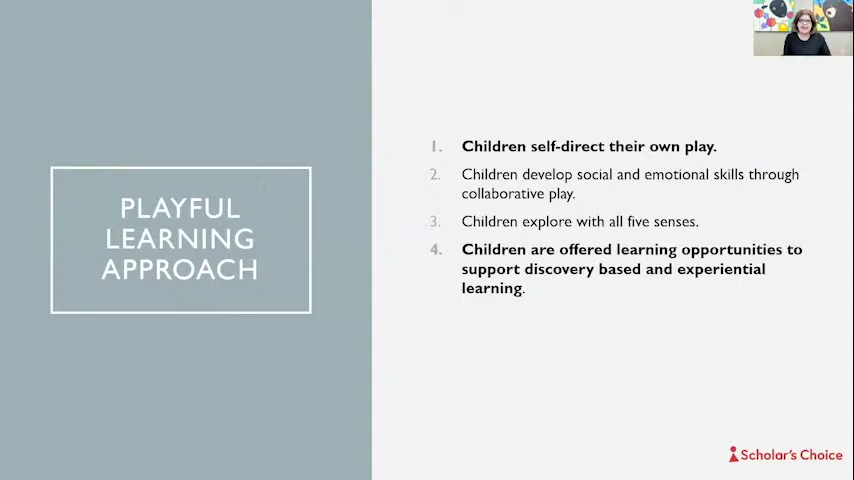 PLAYFUL
LEARNING
APPROACH
1. Children self-direct their own play.
2. Children develop social and emotional skills through
collaborative play.
3. Children explore with all five senses.
4. Children are offered learning opportunities to
support discovery based and experiential
learning.
Scholar's Choice